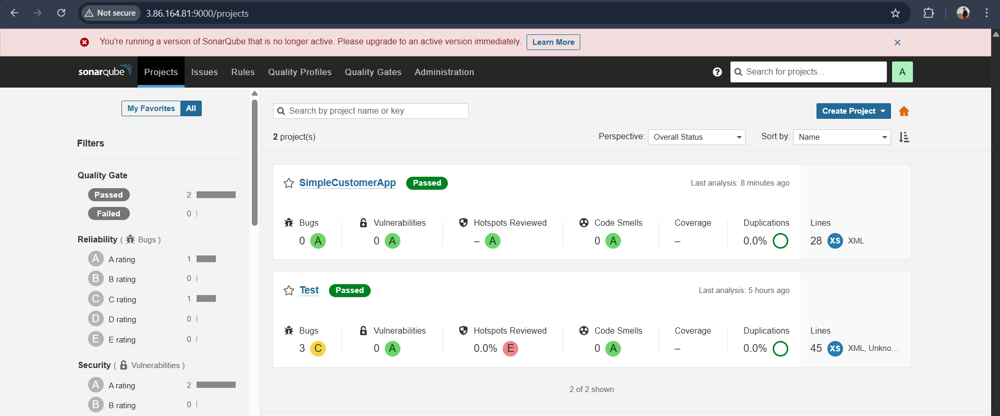 Not secure 3.86.164.81:9000/projects
You're running a version of SonarQube that is no longer active. Please upgrade to an active version immediately. Learn More
sonarqube Projects Issues Rules Quality Profiles Quality Gates Administration Search for projects... A
My Favorites All
Filters
Quality Gate
Passed 2
Failed 0
Reliability ( Bugs )
A A rating 1
B B rating 0
C C rating 1
D D rating 0
E E rating 0
Security ( Vulnerabilities )
A A rating 2
B B rating 0
Search by project name or key Create Project
2 project(s) Perspective: Overall Status Sort by: Name
SimpleCustomerApp Passed Last analysis: 8 minutes ago
Bugs Vulnerabilities Hotspots Reviewed Code Smells Coverage Duplications Lines
0 A 0 A – A 0 A – 0.0% 28 XS XML
Test Passed Last analysis: 5 hours ago
Bugs Vulnerabilities Hotspots Reviewed Code Smells Coverage Duplications Lines
3 C 0 A 0.0% E 0 A – 0.0% 45 XS XML, Unkno...
2 of 2 shown